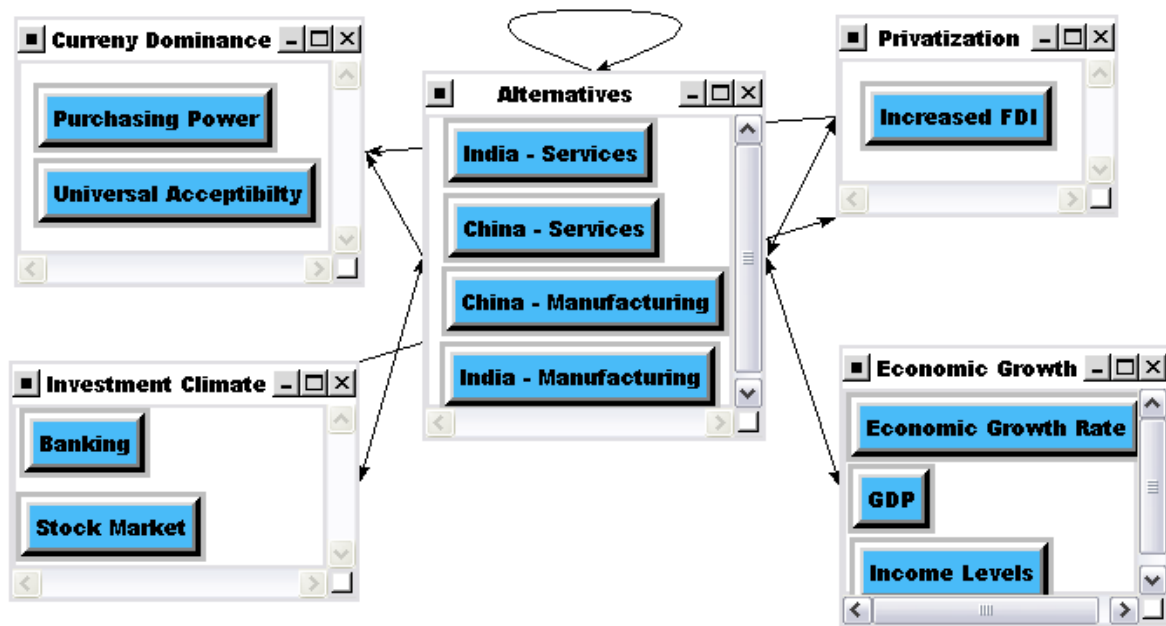 Curreny Dominance
Purchasing Power
Universal Acceptibilty
Alternatives
India - Services
China - Services
China - Manufacturing
India - Manufacturing
Privatization
Increased FDI
Investment Climate
Banking
Stock Market
Economic Growth
Economic Growth Rate
GDP
Income Levels